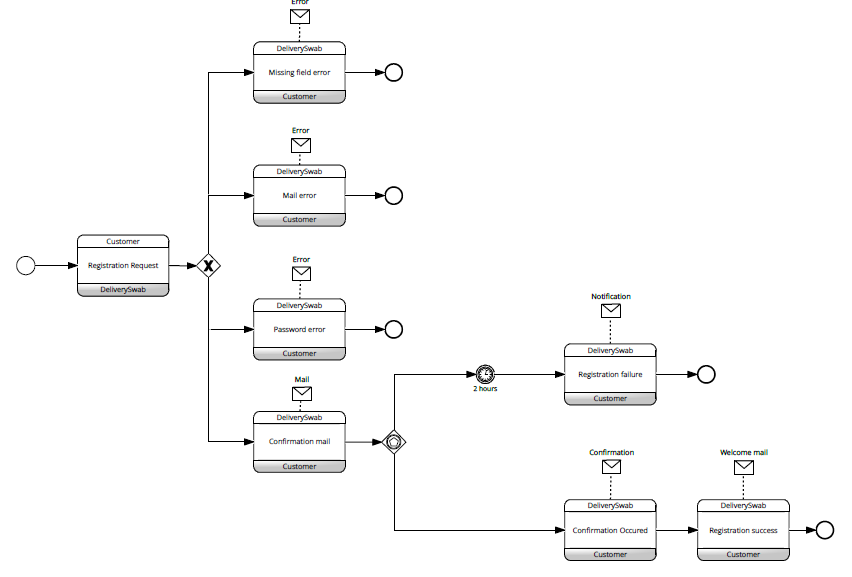 Error
DeliverySwab
Missing field error
Customer
Error
DeliverySwab
Mail error
Customer
Customer
Registration Request
DeliverySwab
Error
DeliverySwab
Password error
Customer
Mail
DeliverySwab
Confirmation mail
Customer
2 hours
Notification
DeliverySwab
Registration failure
Customer
Confirmation
DeliverySwab
Confirmation Occured
Customer
Welcome mail
DeliverySwab
Registration success
Customer